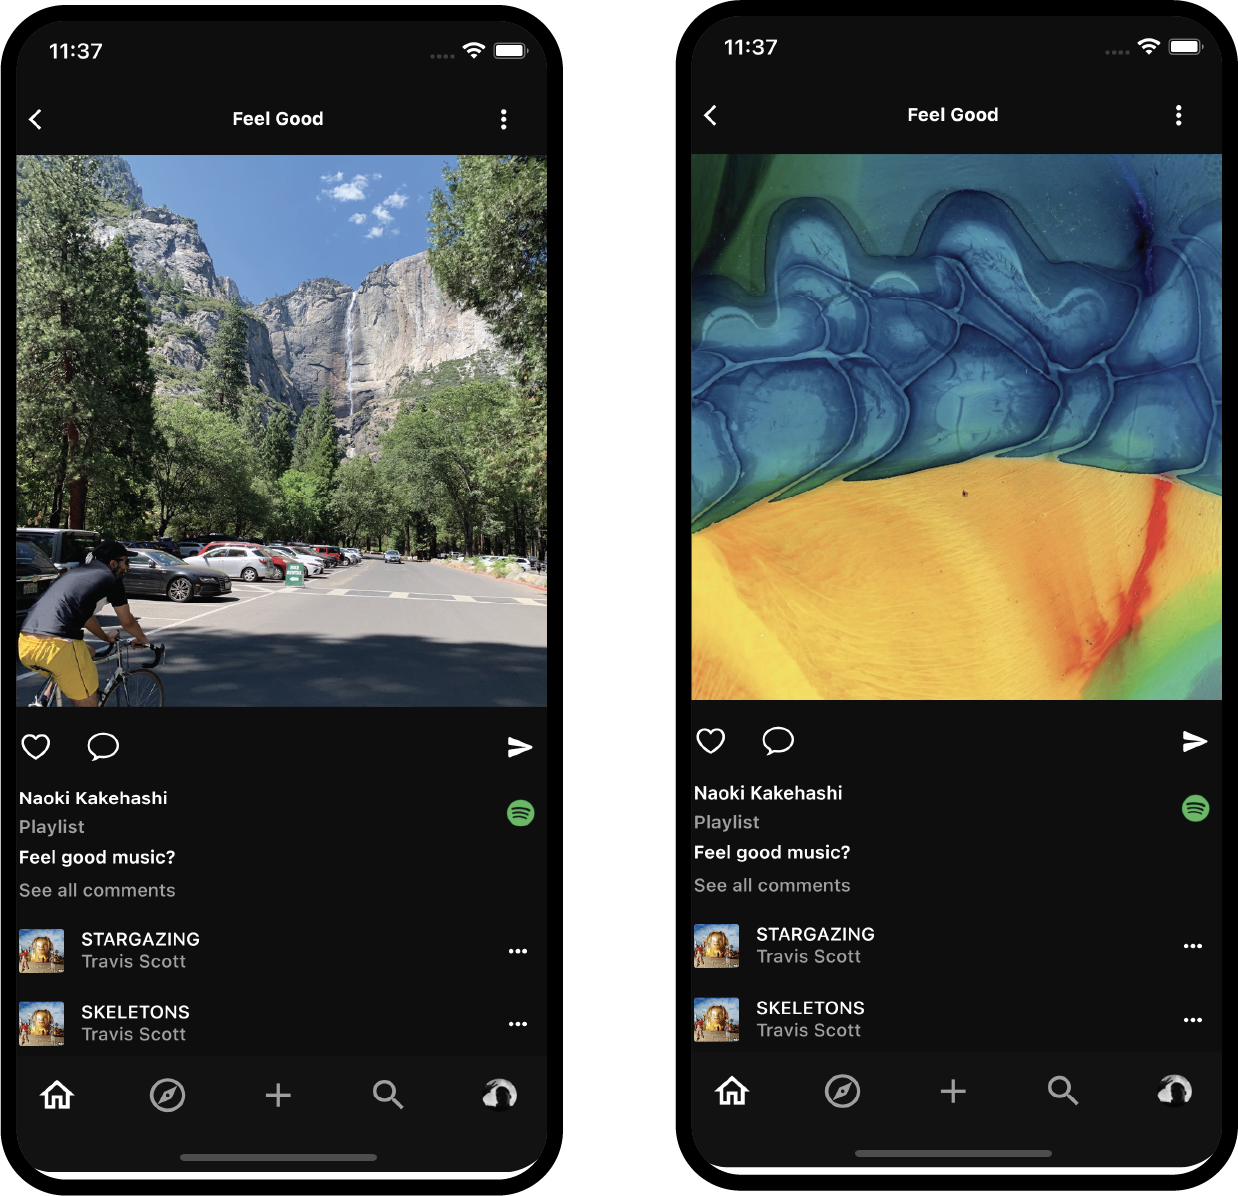 11:37
Feel Good
Naoki Kakehashi
Playlist
Feel good music?
See all comments
STARGAZING
Travis Scott
SKELETONS
Travis Scott
11:37
Feel Good
Naoki Kakehashi
Playlist
Feel good music?
See all comments
STARGAZING
Travis Scott
SKELETONS
Travis Scott